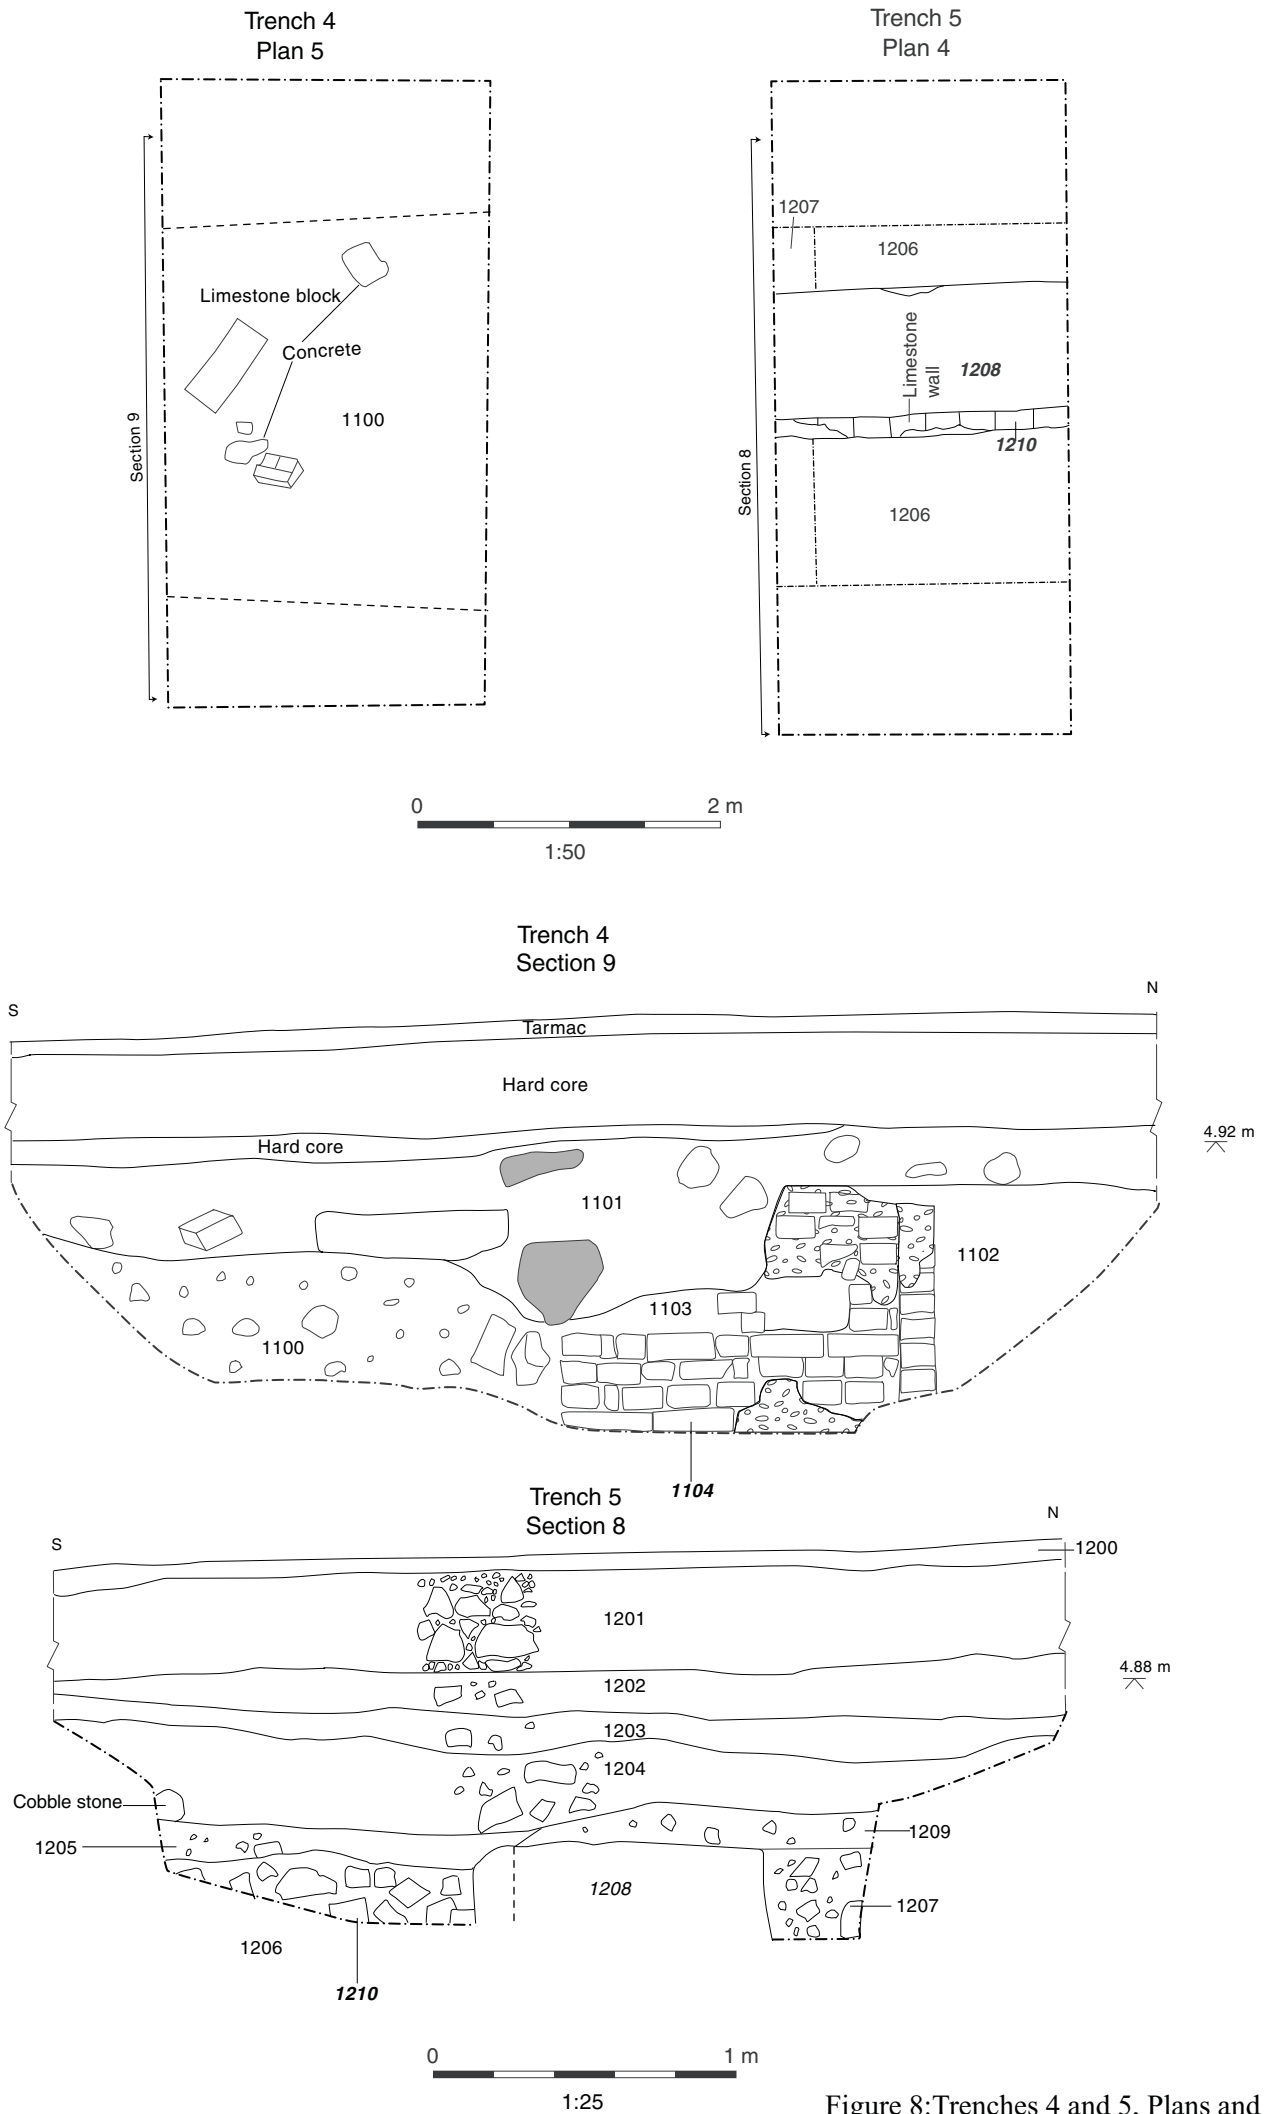 Trench 4
Plan 5
Trench 5
Plan 4
1207
1206
Limestone block
Limestone
wall
1208
Concrete
1100
Section 9
1210
Section 8
1206
0 2 m
1:50
Trench 4
Section 9
S
N
Tarmac
Hard core
Hard core
4.92 m
1101
1102
1103
1100
1104
Trench 5
Section 8
S
N
1200
1201
4.88 m
1202
1203
1204
Cobble stone
1209
1205
1208
1207
1206
1210
0 1 m
1:25
Figure 8:Trenches 4 and 5, Plans and